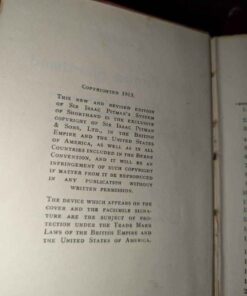 COPYRIGHTED 1913.
THIS NEW AND REVISED EDITION
OF SIR ISAAC PITMAN'S SYSTEM
OF SHORTHAND IS THE EXCLUSIVE
COPYRIGHT OF SIR ISAAC PITMAN
& SONS, LTD., IN THE BRITISH
EMPIRE AND THE UNITED STATES
OF AMERICA, AS WELL AS IN ALL
COUNTRIES INCLUDED IN THE BERNE
CONVENTION, AND IT WILL BE AN
INFRINGEMENT OF SUCH COPYRIGHT
IF MATTER FROM IT BE REPRODUCED
IN ANY PUBLICATION WITHOUT
WRITTEN PERMISSION.
THE DEVICE WHICH APPEARS ON THE
COVER AND THE FACSIMILE SIGNA-
TURE ARE THE SUBJECT OF PRO-
TECTION UNDER THE TRADE MARK
LAWS OF THE BRITISH EMPIRE AND
THE UNITED STATES OF AMERICA.